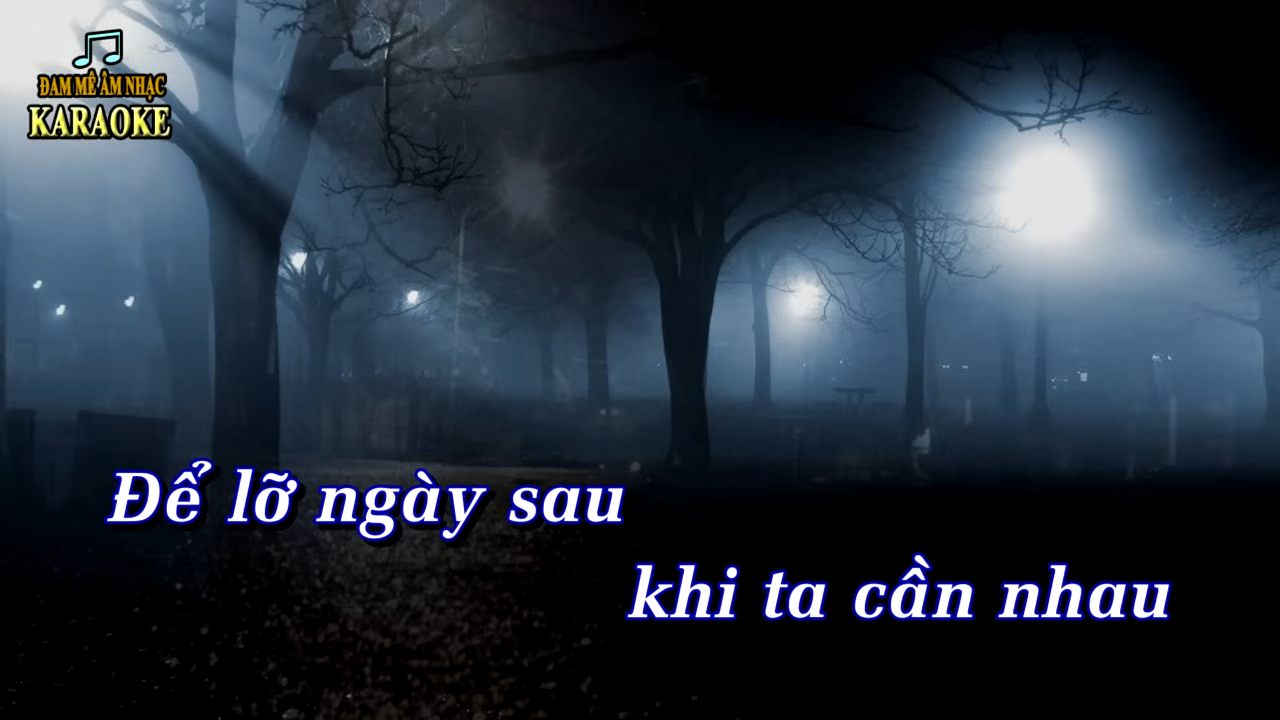 ĐAM MÊ ÂM NHẠC
KARAOKE
Để lỡ ngày sau
khi ta cần nhau